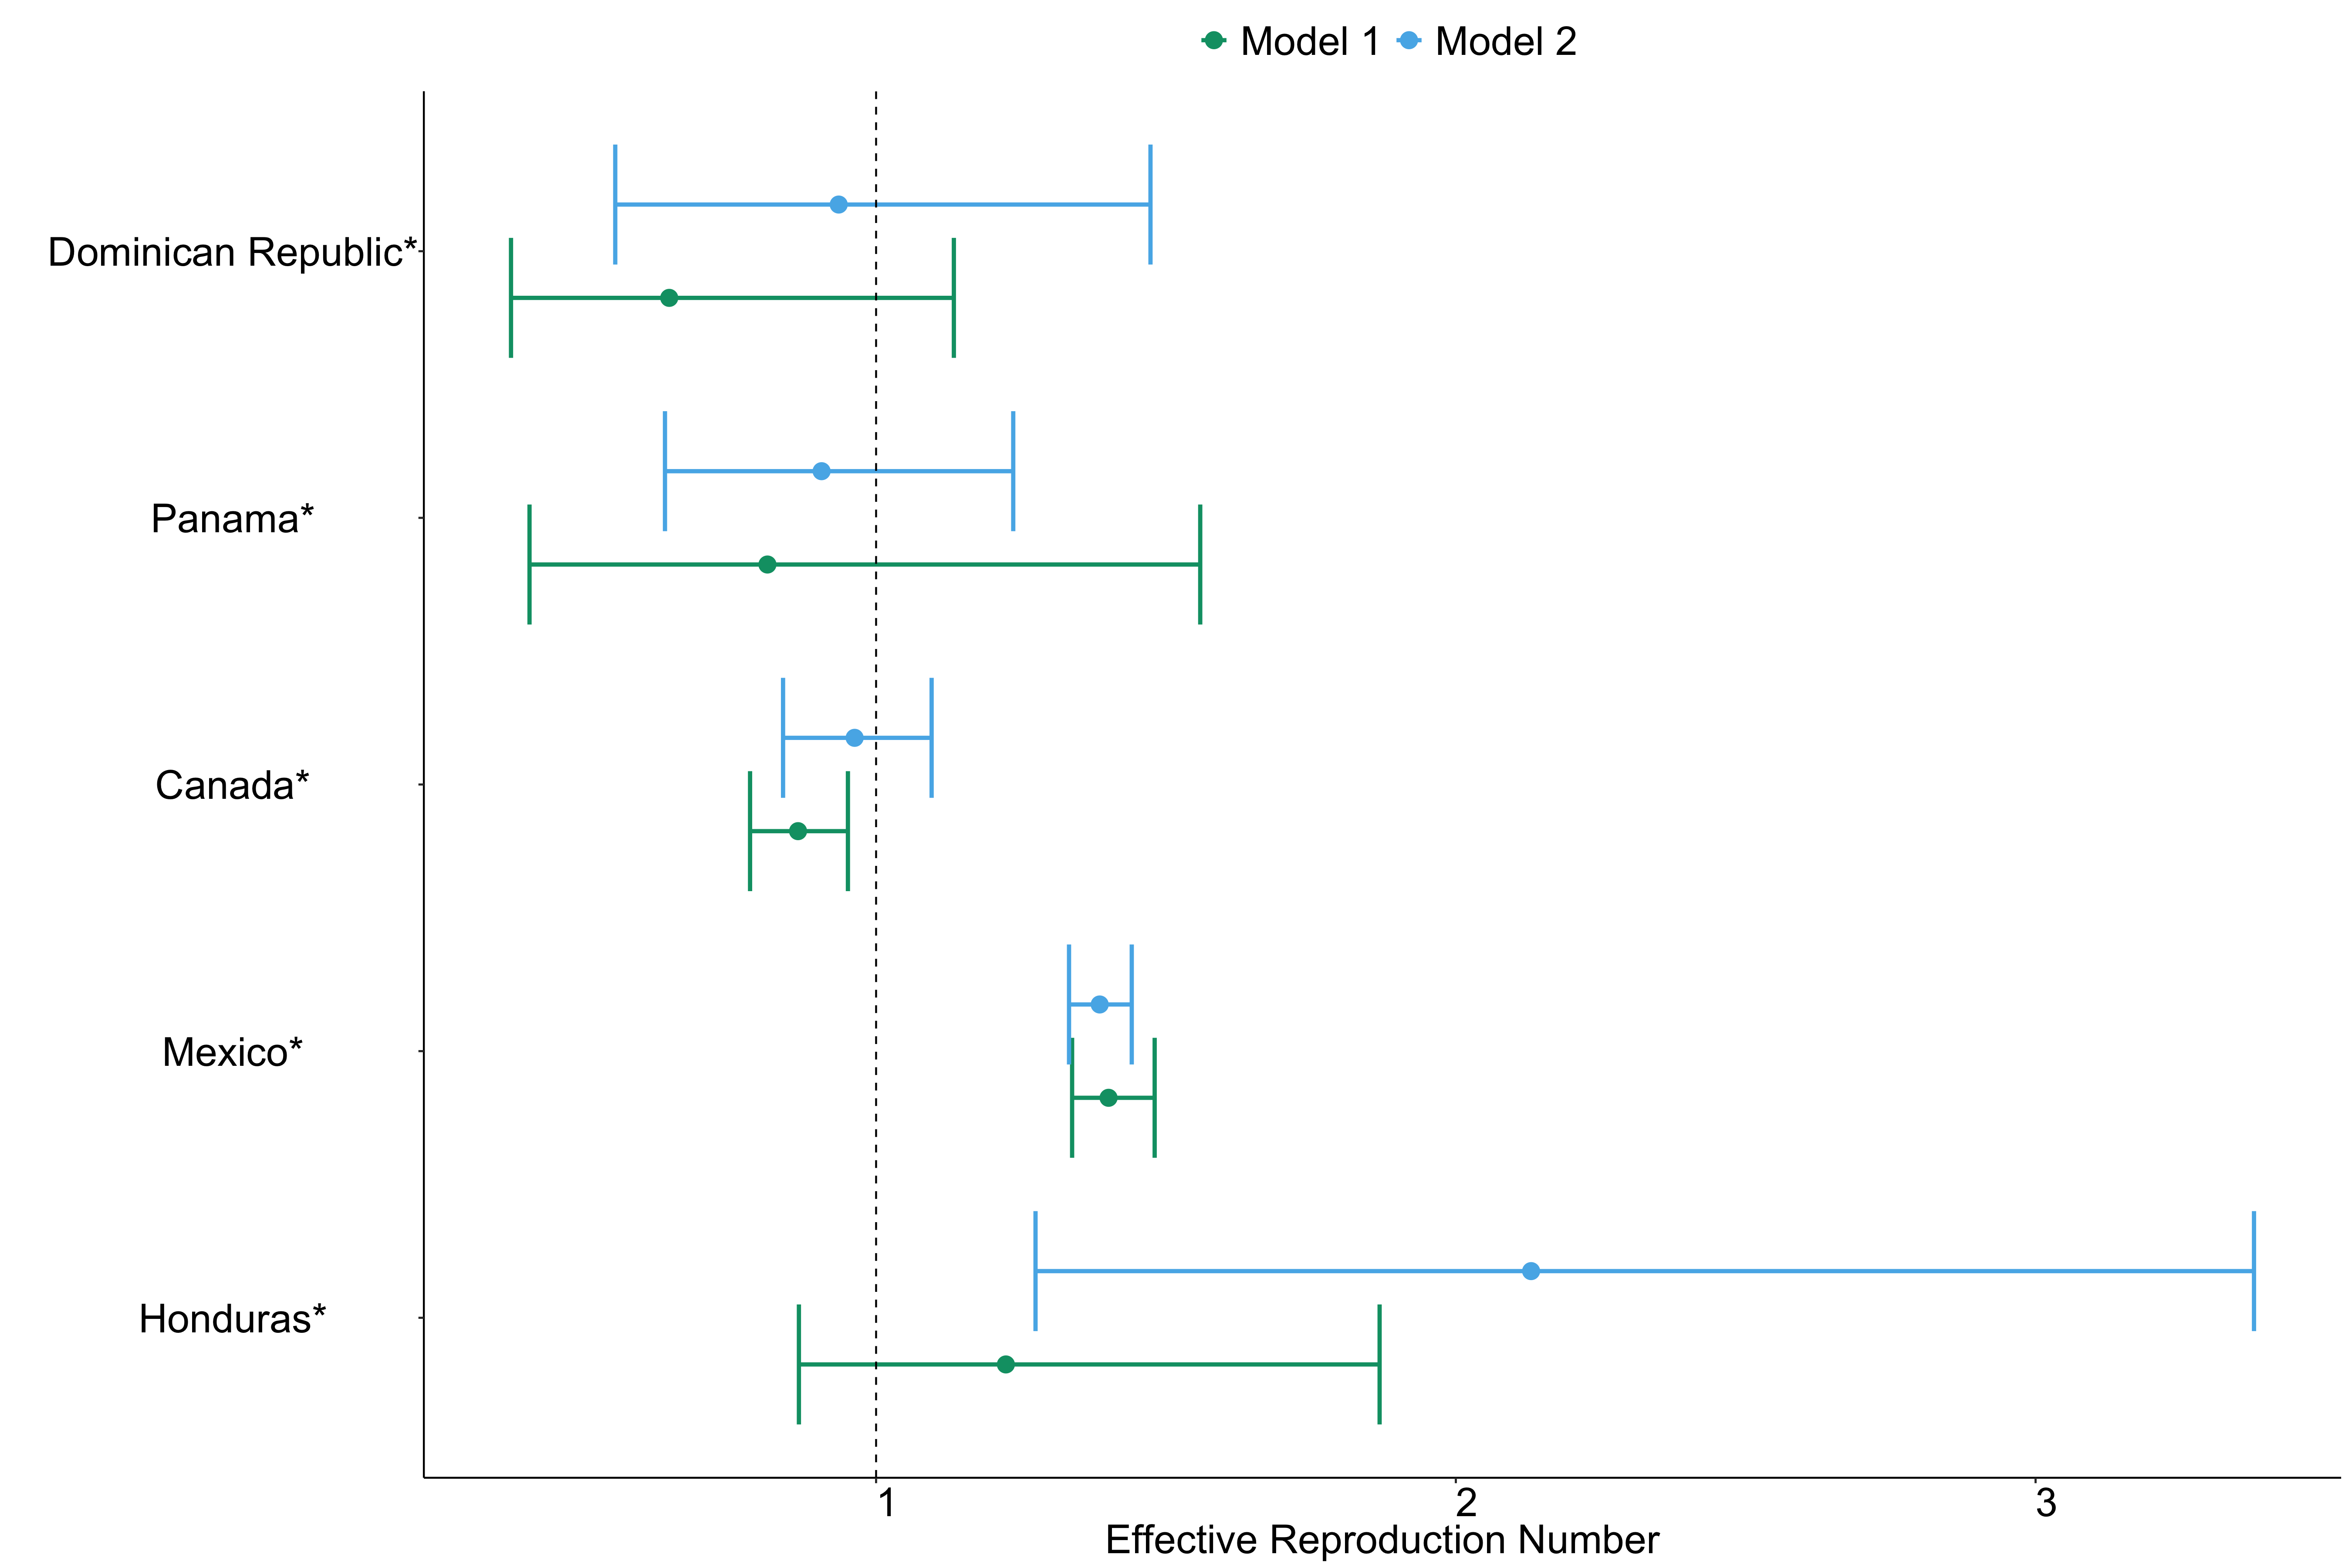 Model 1 Model 2
Dominican Republic*
Panama*
Canada*
Mexico*
Honduras*
1 2 3
Effective Reproduction Number